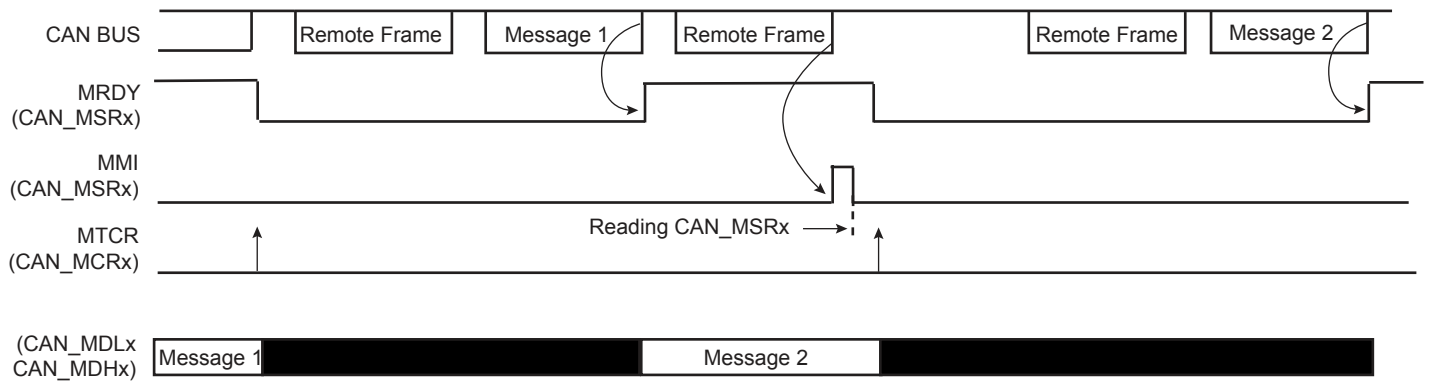 CAN BUS
Remote Frame
Message 1
Remote Frame
Remote Frame
Message 2
MRDY
(CAN_MSRx)
MMI
(CAN_MSRx)
Reading CAN_MSRx
MTCR
(CAN_MCRx)
(CAN_MDLx
CAN_MDHx)
Message 1
Message 2